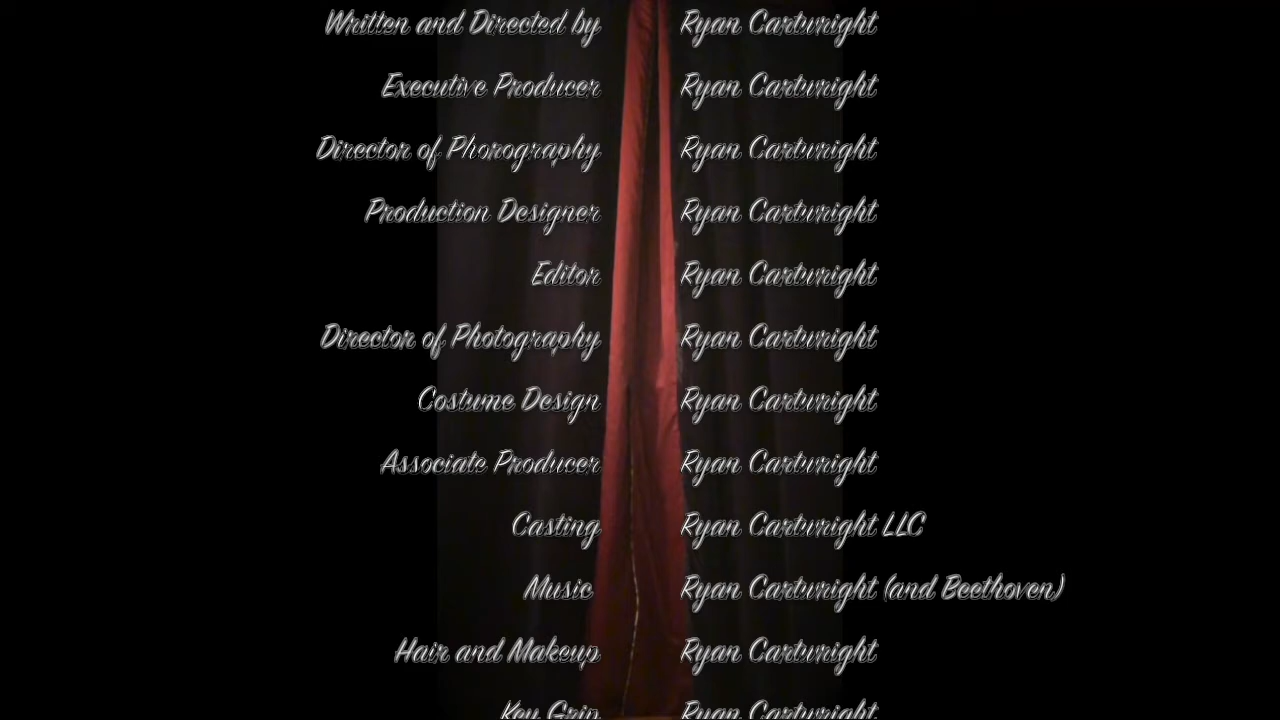 Written and Directed by Ryan Cartwright
Executive Producer Ryan Cartwright
Director of Phorography Ryan Cartwright
Production Designer Ryan Cartwright
Editor Ryan Cartwright
Director of Photography Ryan Cartwright
Costume Design Ryan Cartwright
Associate Producer Ryan Cartwright
Casting Ryan Cartwright LLC
Music Ryan Cartwright (and Beethoven)
Hair and Makeup Ryan Cartwright
Key Grip Ryan Cartwright